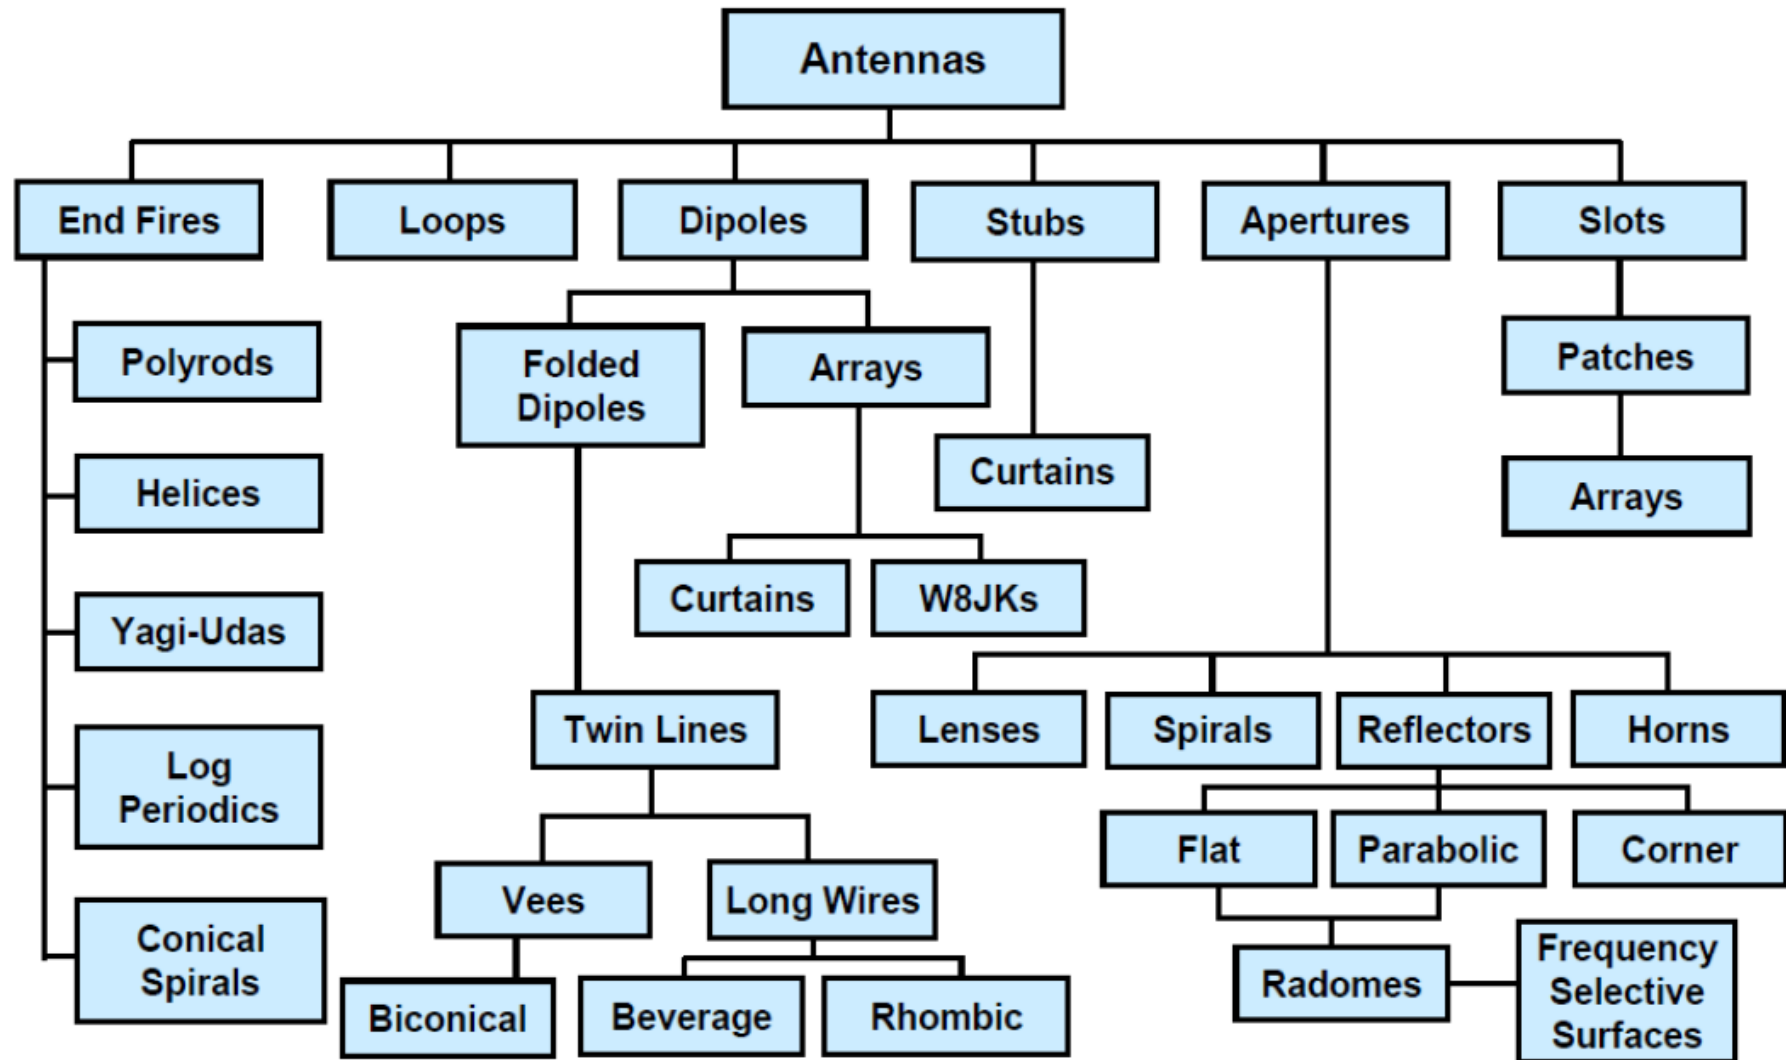 Antennas
End Fires
Loops
Dipoles
Stubs
Apertures
Slots
Polyrods
Folded
Dipoles
Arrays
Patches
Helices
Curtains
Arrays
Yagi-Udas
Curtains
W8JKs
Log
Periodics
Twin Lines
Lenses
Spirals
Reflectors
Horns
Flat
Parabolic
Corner
Conical
Spirals
Vees
Long Wires
Biconical
Beverage
Rhombic
Radomes
Frequency
Selective
Surfaces